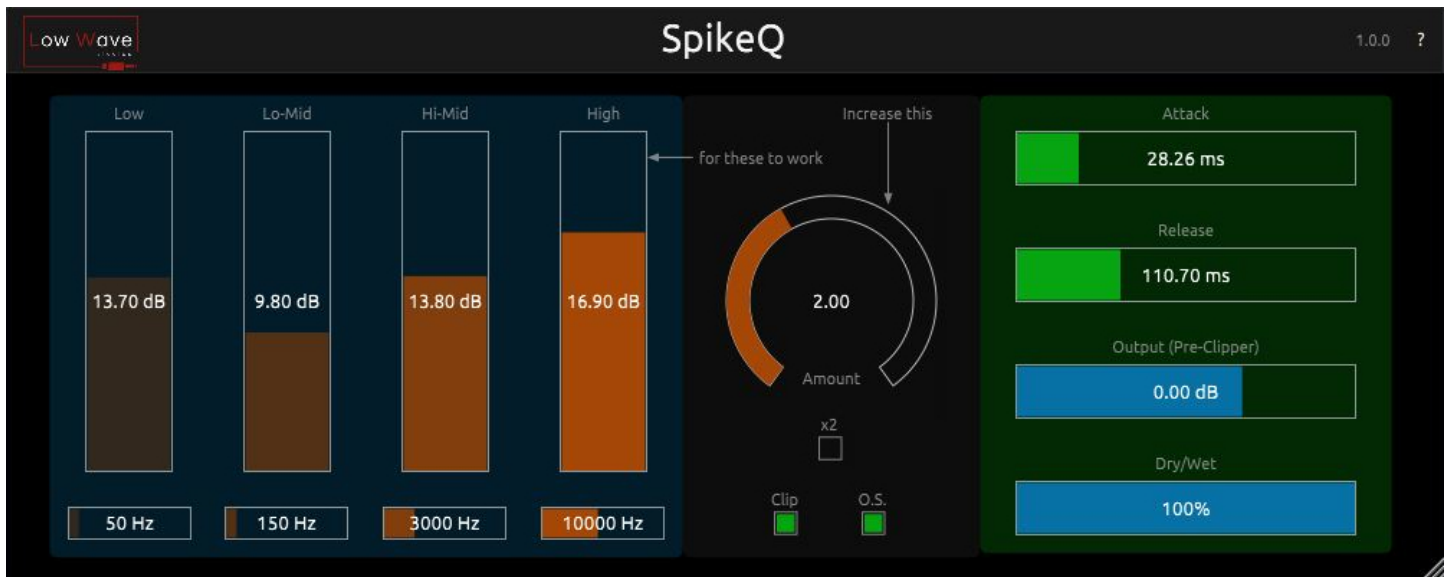 Low Wave
SpikeQ
1.0.0 ?
Low Lo-Mid Hi-Mid High
Increase this
for these to work
13.70 dB 9.80 dB 13.80 dB 16.90 dB
50 Hz 150 Hz 3000 Hz 10000 Hz
2.00
Amount
x2
Clip O.S.
Attack
28.26 ms
Release
110.70 ms
Output (Pre-Clipper)
0.00 dB
Dry/Wet
100%